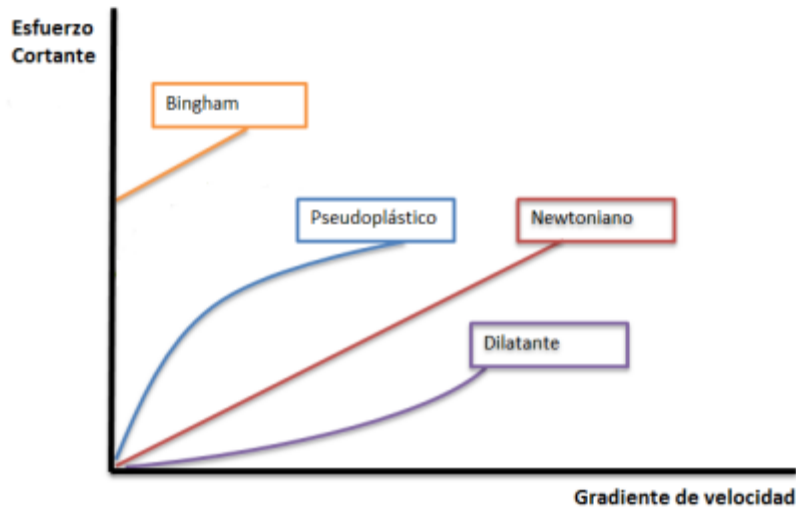 Esfuerzo
Cortante
Bingham
Pseudoplástico
Newtoniano
Dilatante
Gradiente de velocidad